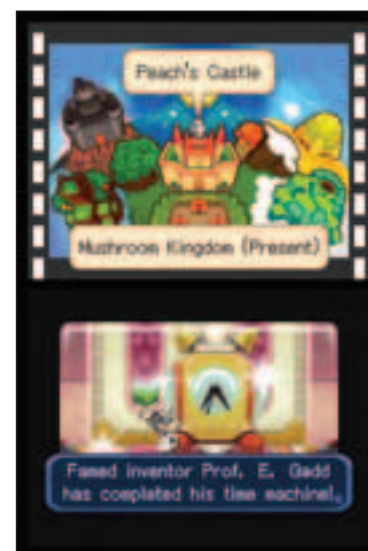 Peach's Castle
Mushroom Kingdom (Present)
Famed inventor Prof. E. Gadd
has completed his time machine!